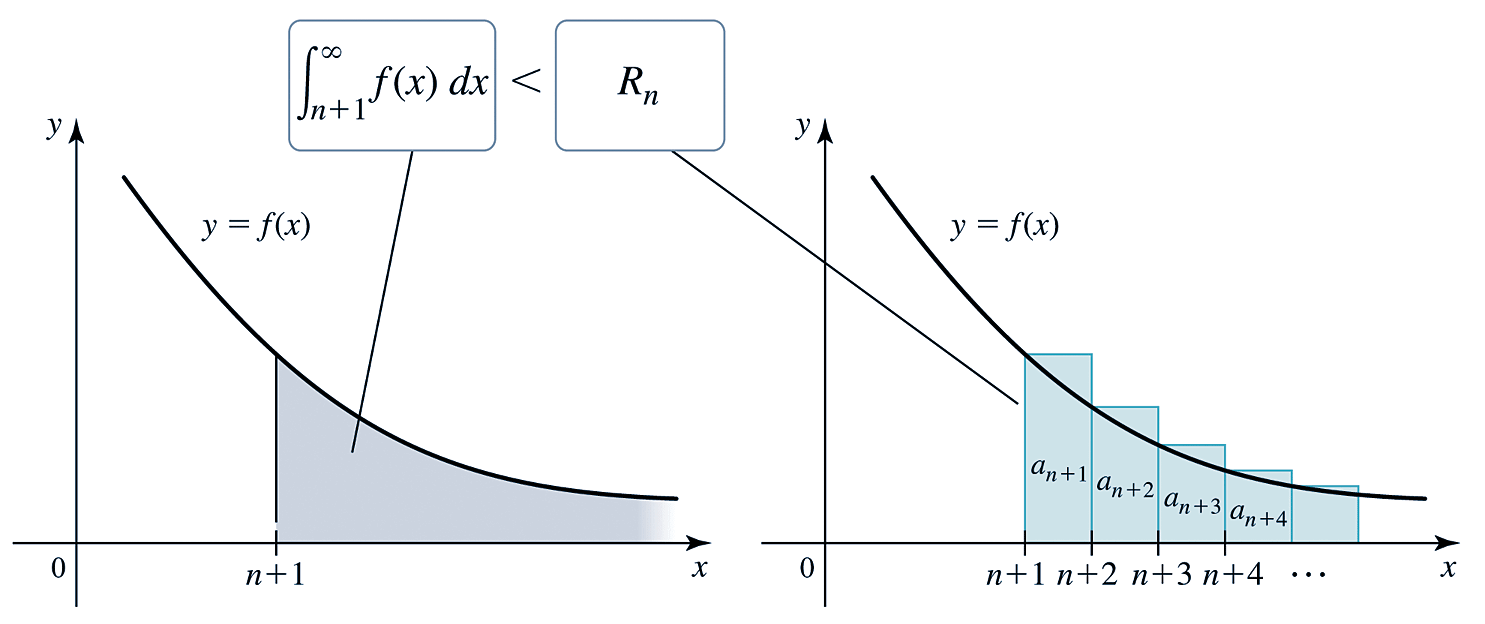 ∫_{n+1}^{∞} f(x) dx < R_n
y
y
y = f(x)
y = f(x)
a_{n+1}
a_{n+2}
a_{n+3}
a_{n+4}
0
n+1
x
0
n+1 n+2 n+3 n+4 ⋯
x